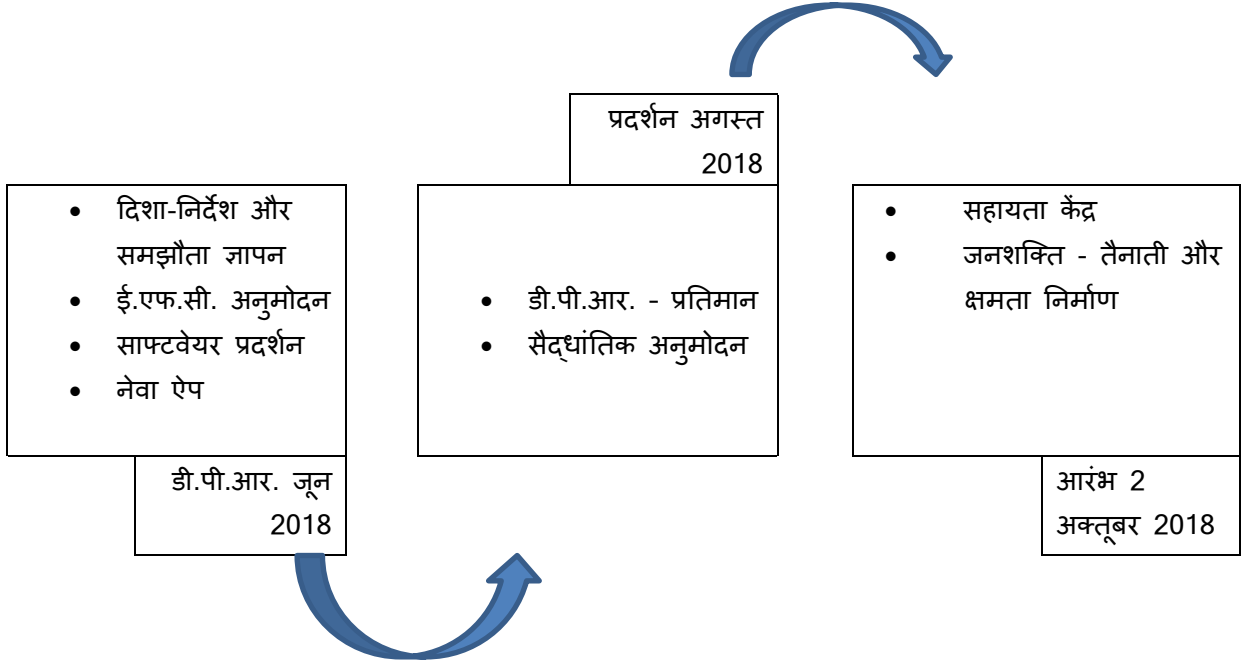 • दिशा-निर्देश और
समझौता ज्ञापन
• ई.एफ.सी. अनुमोदन
• साफ्टवेयर प्रदर्शन
• नेवा ऐप
डी.पी.आर. जून
2018
प्रदर्शन अगस्त
2018
• डी.पी.आर. - प्रतिमान
• सैद्धांतिक अनुमोदन
• सहायता केंद्र
• जनशक्ति - तैनाती और
क्षमता निर्माण
आरंभ 2
अक्तूबर 2018